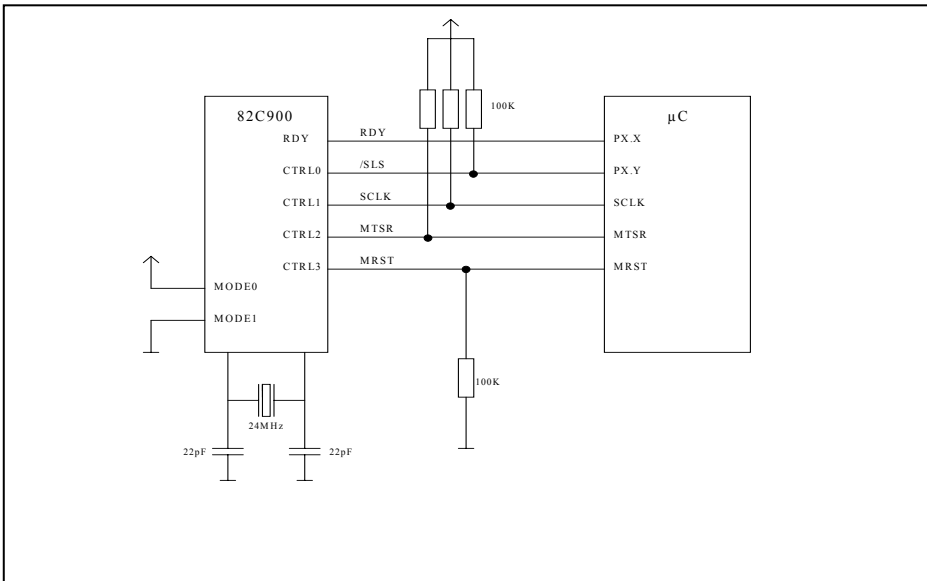 82C900
RDY
CTRL0
CTRL1
CTRL2
CTRL3
MODE0
MODE1
RDY
/SLS
SCLK
MTSR
MRST
100K
100K
µC
PX.X
PX.Y
SCLK
MTSR
MRST
24MHz
22pF
22pF